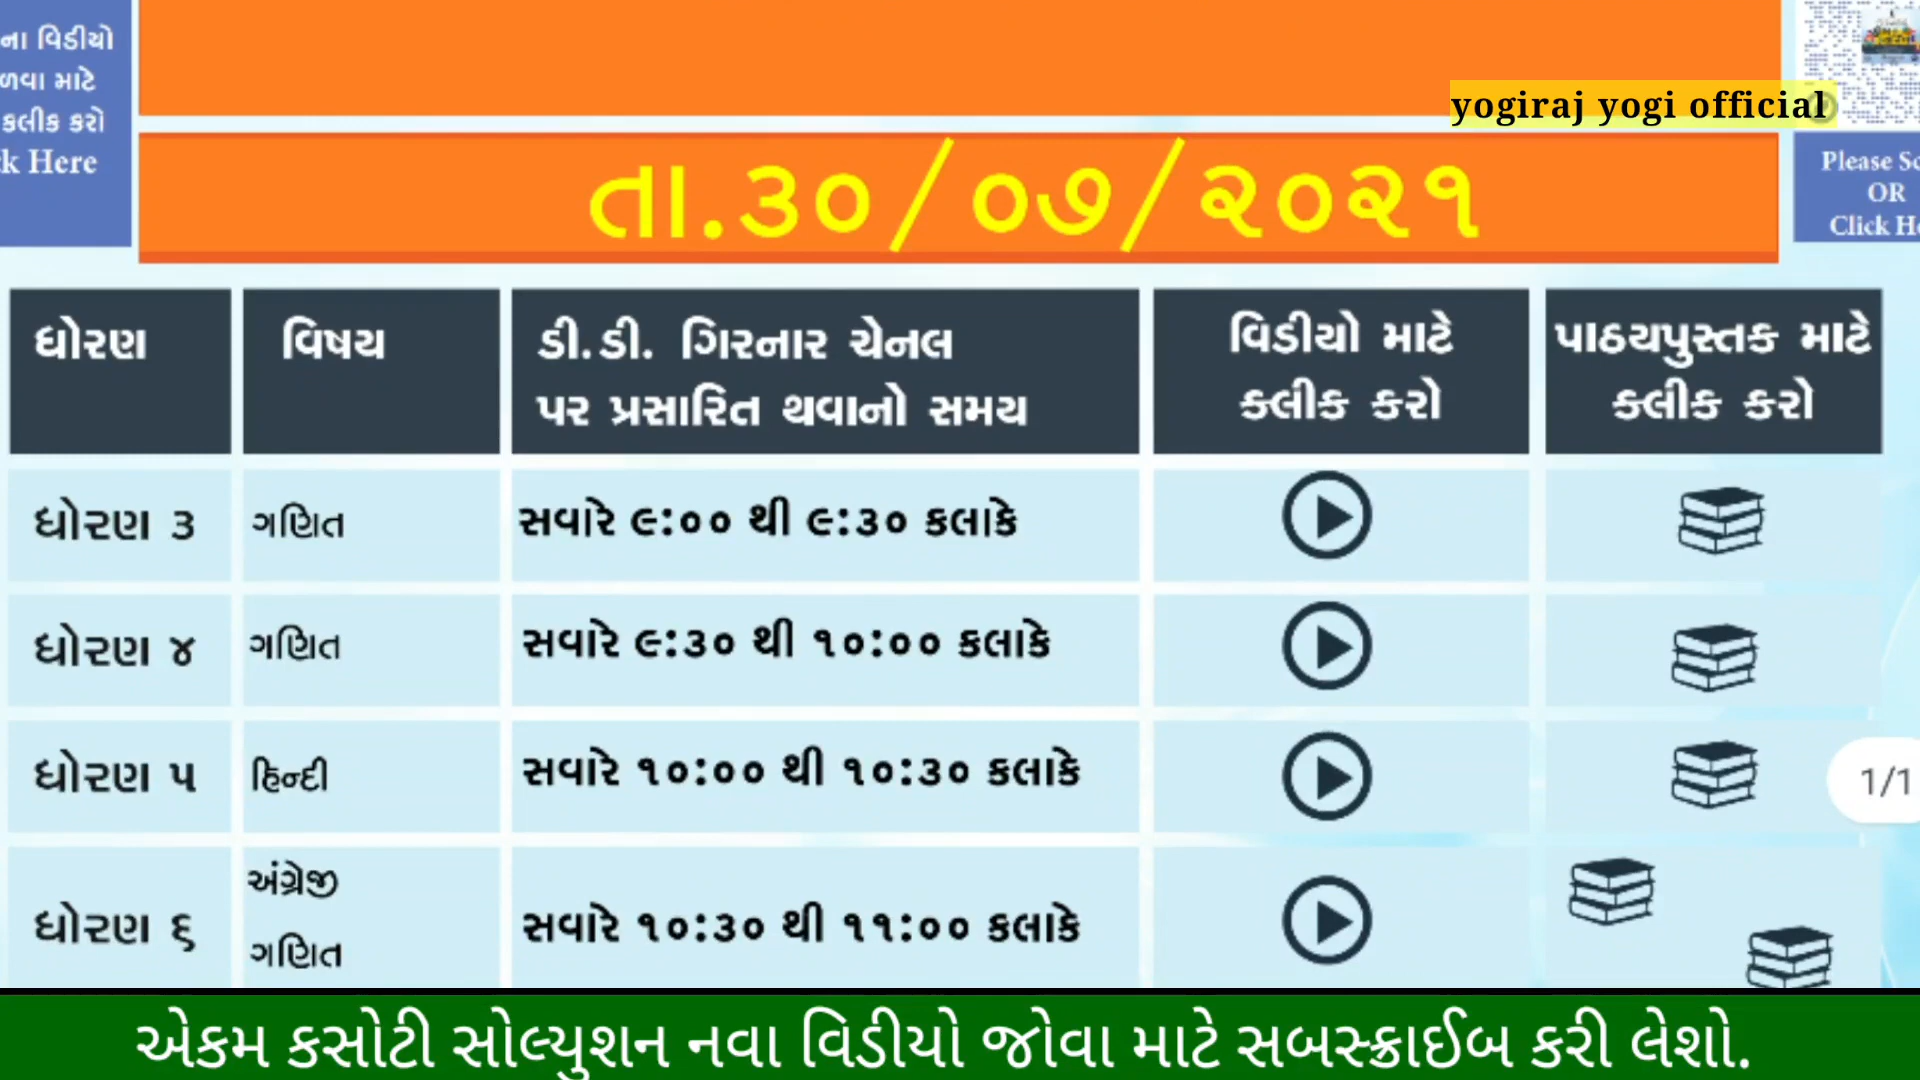 ના વિડીયો
ળવા માટે
કલીક કરો
k Here
yogiraj yogi official
તા.૩૦/૦૭/૨૦૨૧
Please
OR
Click
ધોરણ વિષય ડી.ડી. ગિરનાર ચેનલ પર પ્રસારિત થવાનો સમય વિડીયો માટે ક્લીક કરો પાઠયપુસ્તક માટે ક્લીક કરો
ધોરણ ૩ ગણિત સવારે ૯:૦૦ થી ૯:૩૦ કલાકે
ધોરણ ૪ ગણિત સવારે ૯:૩૦ થી ૧૦:૦૦ કલાકે
ધોરણ ૫ હિન્દી સવારે ૧૦:૦૦ થી ૧૦:૩૦ કલાકે
1/1
ધોરણ ૬ અંગ્રેજી ગણિત સવારે ૧૦:૩૦ થી ૧૧:૦૦ કલાકે
એકમ કસોટી સોલ્યુશન નવા વિડીયો જોવા માટે સબસ્ક્રાઈબ કરી લેશો.